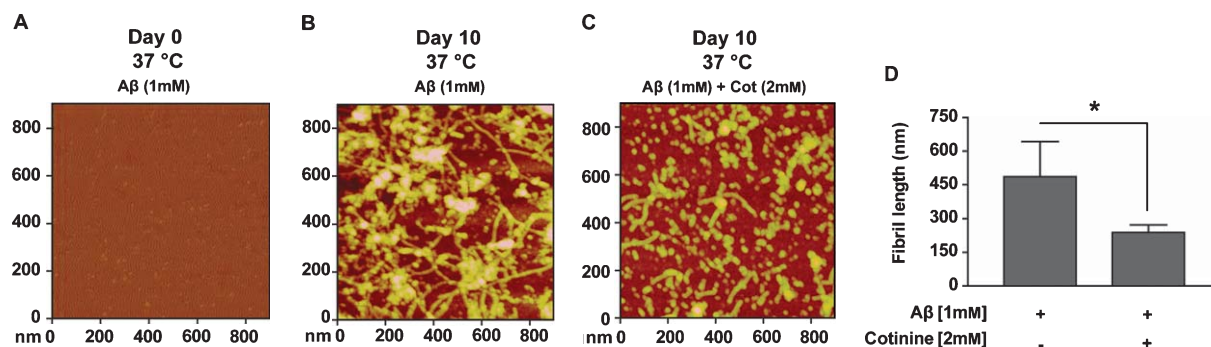 A
Day 0
37 °C
Aβ (1mM)
800
600
400
200
0
nm 0 200 400 600 800
B
Day 10
37 °C
Aβ (1mM)
800
600
400
200
0
nm 0 200 400 600 800
C
Day 10
37 °C
Aβ (1mM) + Cot (2mM)
800
600
400
200
0
nm 0 200 400 600 800
D
*
Fibril length (nm)
750
600
450
300
150
0
Aβ [1mM] + +
Cotinine [2mM] - +